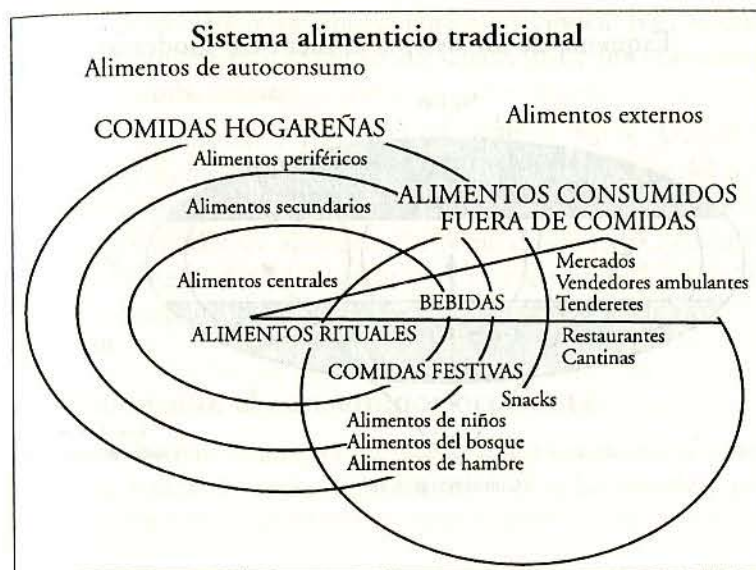 Sistema alimenticio tradicional
Alimentos de autoconsumo
Alimentos externos
COMIDAS HOGAREÑAS
Alimentos periféricos
Alimentos secundarios
ALIMENTOS CONSUMIDOS
FUERA DE COMIDAS
Alimentos centrales
Mercados
Vendedores ambulantes
Tenderetes
BEBIDAS
ALIMENTOS RITUALES
Restaurantes
Cantinas
COMIDAS FESTIVAS
Snacks
Alimentos de niños
Alimentos del bosque
Alimentos de hambre